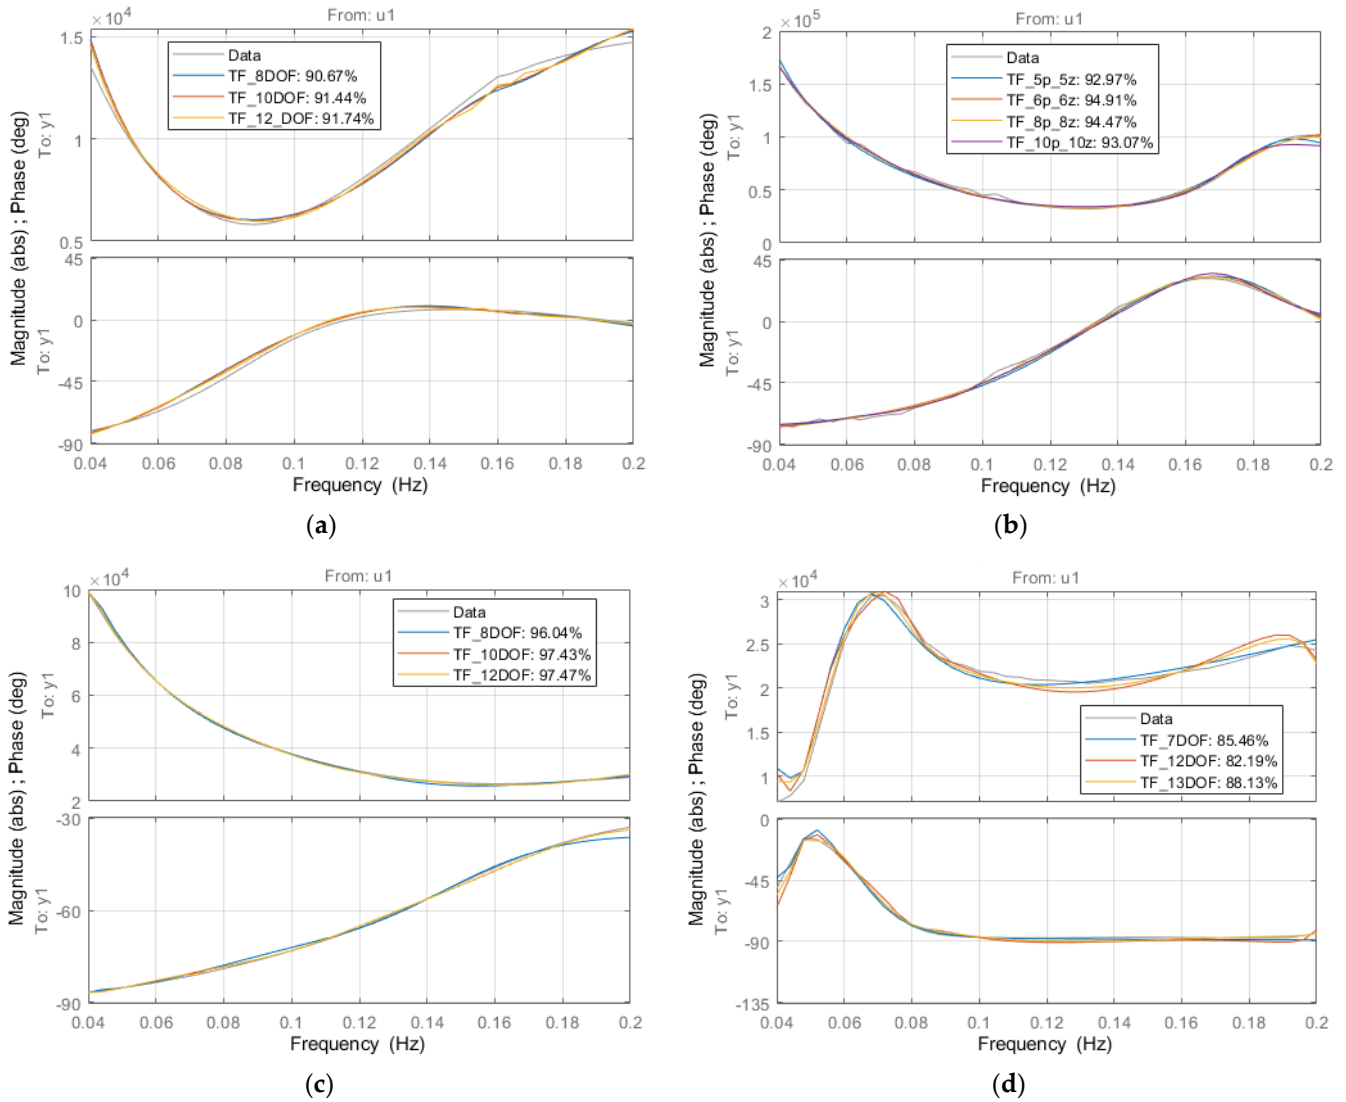 ×10⁴
From: u1
Magnitude (abs) ; Phase (deg)
To: y1
1.5
1
0.5
Data
TF_8DOF: 90.67%
TF_10DOF: 91.44%
TF_12_DOF: 91.74%
To: y1
45
0
-45
-90
0.04 0.06 0.08 0.1 0.12 0.14 0.16 0.18 0.2
Frequency (Hz)
(a)
×10⁵
From: u1
Magnitude (abs) ; Phase (deg)
To: y1
2
1.5
1
0.5
0
Data
TF_5p_5z: 92.97%
TF_6p_6z: 94.91%
TF_8p_8z: 94.47%
TF_10p_10z: 93.07%
To: y1
45
0
-45
-90
0.04 0.06 0.08 0.1 0.12 0.14 0.16 0.18 0.2
Frequency (Hz)
(b)
×10⁴
From: u1
Magnitude (abs) ; Phase (deg)
To: y1
10
8
6
4
2
Data
TF_8DOF: 96.04%
TF_10DOF: 97.43%
TF_12DOF: 97.47%
To: y1
-30
-60
-90
0.04 0.06 0.08 0.1 0.12 0.14 0.16 0.18 0.2
Frequency (Hz)
(c)
×10⁴
From: u1
Magnitude (abs) ; Phase (deg)
To: y1
3
2.5
2
1.5
1
Data
TF_7DOF: 85.46%
TF_12DOF: 82.19%
TF_13DOF: 88.13%
To: y1
0
-45
-90
-135
0.04 0.06 0.08 0.1 0.12 0.14 0.16 0.18 0.2
Frequency (Hz)
(d)